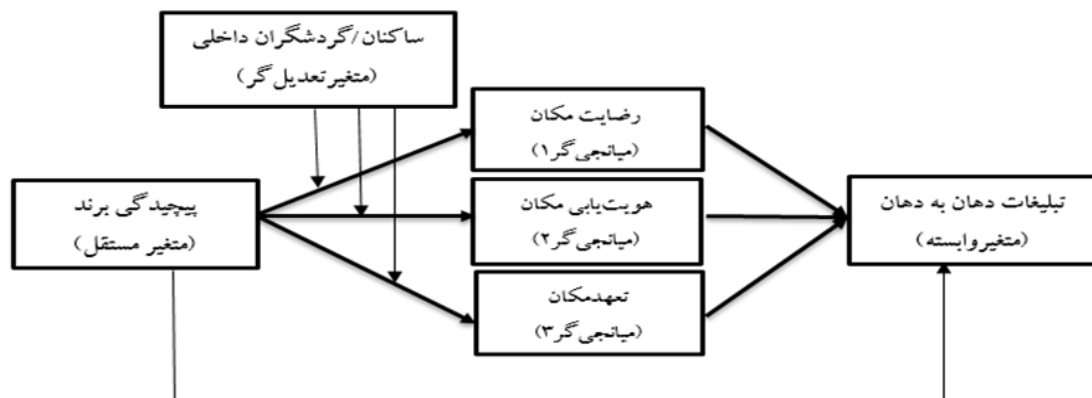 ساکنان/گردشگران داخلی
(متغیرتعدیل‌گر)
رضایت مکان
(میانجی‌گر۱)
پیچیدگی برند
(متغیر مستقل)
هویت‌یابی مکان
(میانجی‌گر۲)
تبلیغات دهان به دهان
(متغیروابسته)
تعهدمکان
(میانجی‌گر۳)